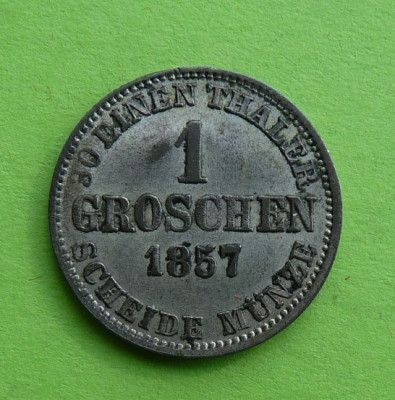 30 EINEN THALER
1
GROSCHEN
1857
SCHEIDE MÜNZE